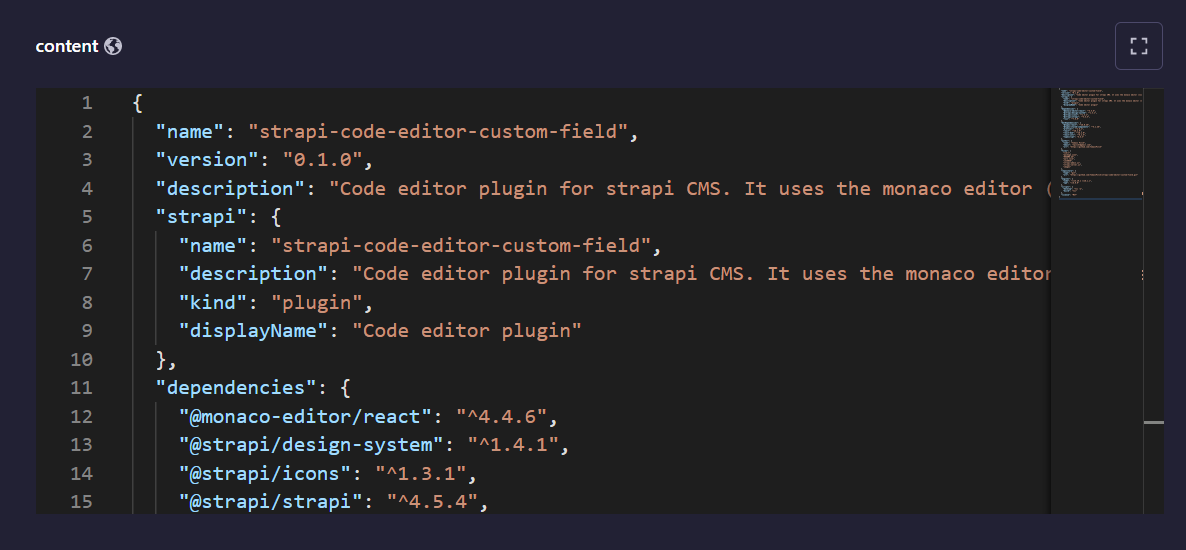 content
1 {
2 "name": "strapi-code-editor-custom-field",
3 "version": "0.1.0",
4 "description": "Code editor plugin for strapi CMS. It uses the monaco editor (
5 "strapi": {
6 "name": "strapi-code-editor-custom-field",
7 "description": "Code editor plugin for strapi CMS. It uses the monaco editor
8 "kind": "plugin",
9 "displayName": "Code editor plugin"
10 },
11 "dependencies": {
12 "@monaco-editor/react": "^4.4.6",
13 "@strapi/design-system": "^1.4.1",
14 "@strapi/icons": "^1.3.1",
15 "@strapi/strapi": "^4.5.4",